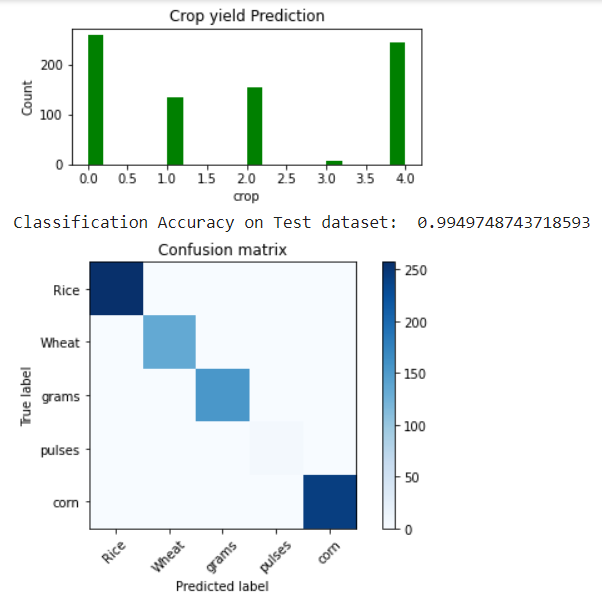 Crop yield Prediction
Count
200
100
0
0.0 0.5 1.0 1.5 2.0 2.5 3.0 3.5 4.0
crop
Classification Accuracy on Test dataset: 0.9949748743718593
Confusion matrix
True label
Rice
Wheat
grams
pulses
corn
Rice Wheat grams pulses corn
Predicted label
250
200
150
100
50
0